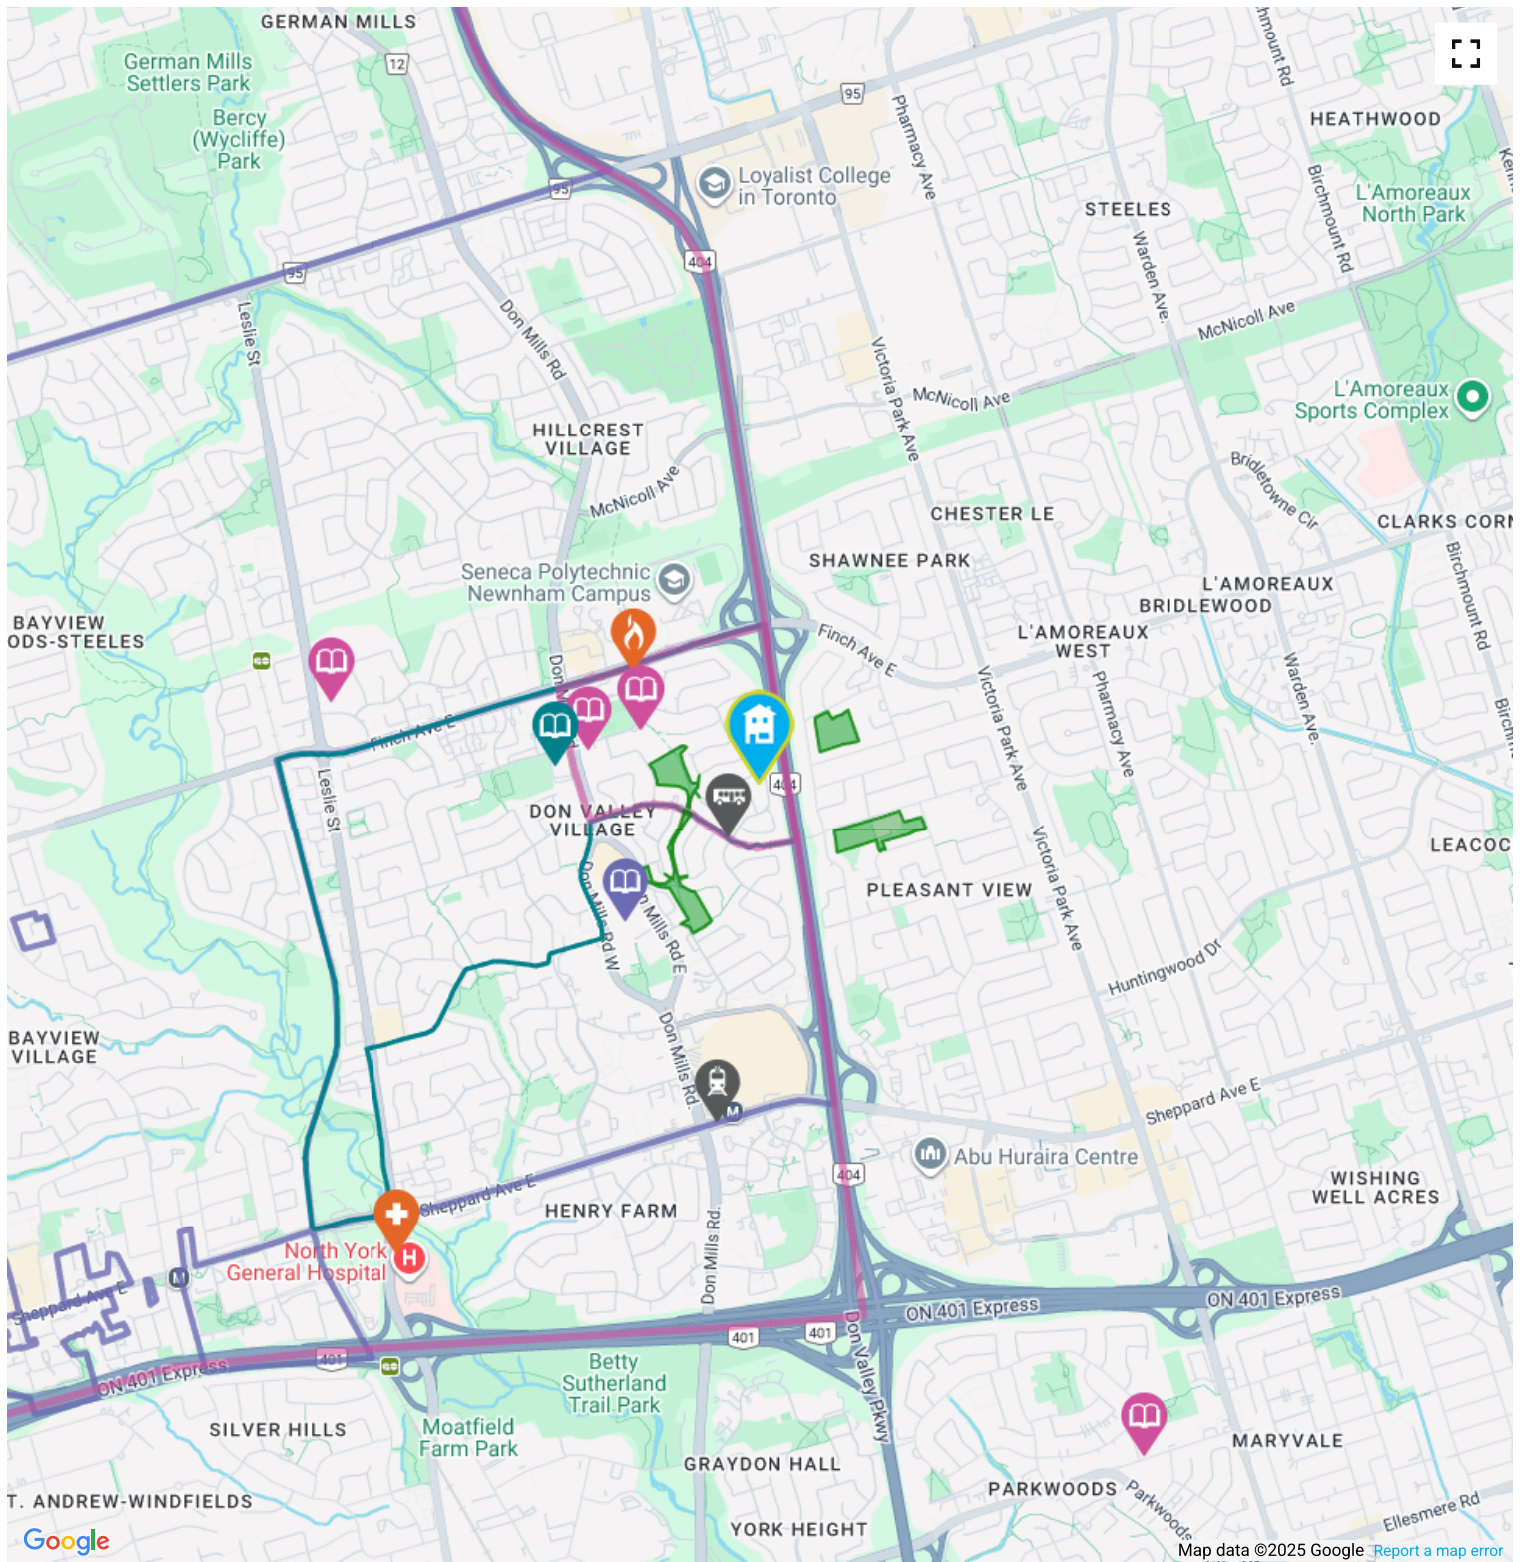 GERMAN MILLS
German Mills
Settlers Park
12
95
Bercy
(Wycliffe)
Park
Birchmount Rd
HEATHWOOD
Pharmacy Ave
Loyalist College
in Toronto
95
Birchmount Rd
L'Amoreaux
North Park
STEELES
Warden Ave.
404
95
Leslie St
Don Mills Rd
McNicoll Ave
Victoria Park Ave
McNicoll Ave
L'Amoreaux
Sports Complex
HILLCREST
VILLAGE
McNicoll Ave
Bridletowne Cir
CHESTER LE
CLARKS CORN
SHAWNEE PARK
Seneca Polytechnic
Newnham Campus
Birchmount Rd
L'AMOREAUX
BRIDLEWOOD
BAYVIEW
ODS-STEELES
GO
L'AMOREAUX
WEST
Finch Ave E
Victoria Park Ave
Pharmacy Ave
Warden Ave.
Finch Ave E
Leslie St
404
DON VALLEY
VILLAGE
Victoria Park Ave
LEACOC
PLEASANT VIEW
Don Mills Rd W
Mills Rd E
Huntingwood Dr
BAYVIEW
VILLAGE
Don Mills Rd.
M
Sheppard Ave E
Abu Huraira Centre
404
WISHING
WELL ACRES
Sheppard Ave E
HENRY FARM
Don Mills Rd.
North York
General Hospital
H
M
Sheppard Ave E
ON 401 Express
ON 401 Express
401
401
401
ON 401 Express
GO
Don Valley Pkwy
Betty
Sutherland
Trail Park
SILVER HILLS
Moatfield
Farm Park
MARYVALE
GRAYDON HALL
PARKWOODS
T. ANDREW-WINDFIELDS
Parkwoods
Ellesmere Rd
YORK HEIGHT
Google
Map data ©2025 Google
Report a map error